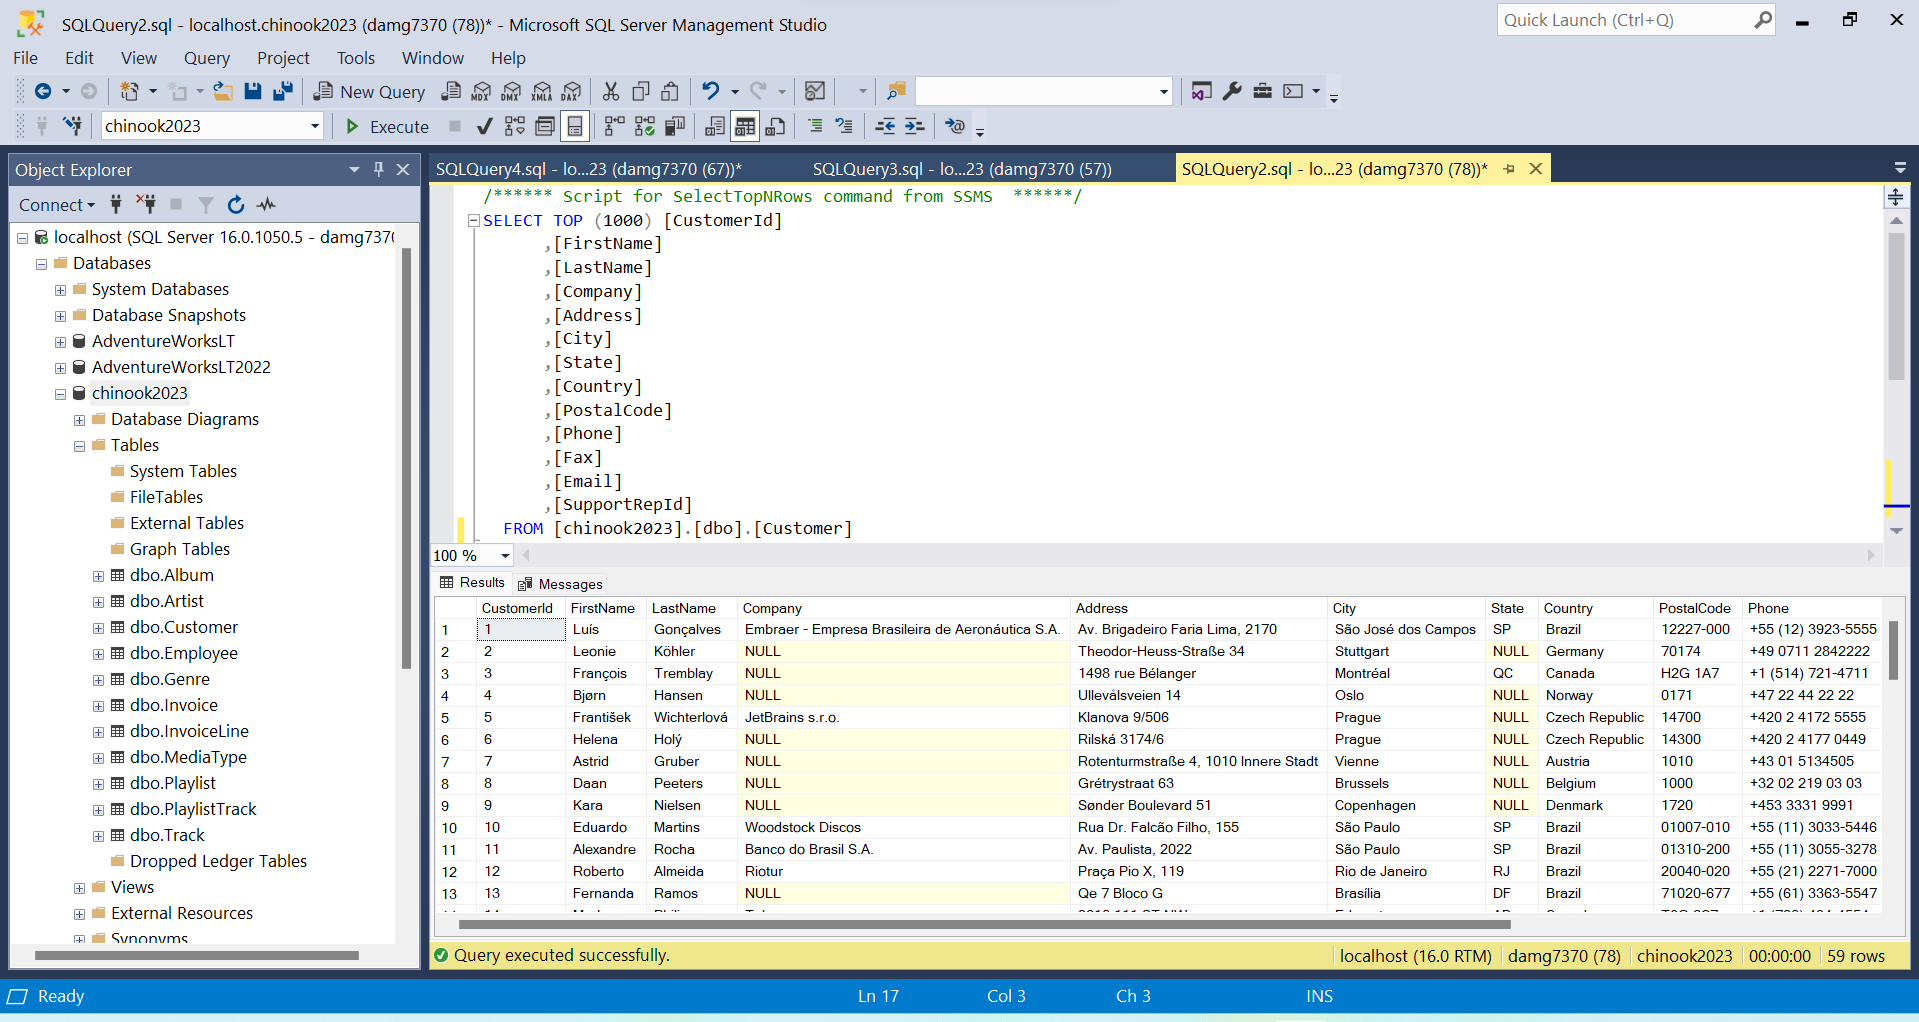 SQLQuery2.sql - localhost.chinook2023 (damg7370 (78))* - Microsoft SQL Server Management Studio
Quick Launch (Ctrl+Q)
File Edit View Query Project Tools Window Help
New Query MDX DMX XMLA DAX
chinook2023 Execute
Object Explorer
Connect
localhost (SQL Server 16.0.1050.5 - damg7370
Databases
System Databases
Database Snapshots
AdventureWorksLT
AdventureWorksLT2022
chinook2023
Database Diagrams
Tables
System Tables
FileTables
External Tables
Graph Tables
dbo.Album
dbo.Artist
dbo.Customer
dbo.Employee
dbo.Genre
dbo.Invoice
dbo.InvoiceLine
dbo.MediaType
dbo.Playlist
dbo.PlaylistTrack
dbo.Track
Dropped Ledger Tables
Views
External Resources
Synonyms
SQLQuery4.sql - lo...23 (damg7370 (67))* SQLQuery3.sql - lo...23 (damg7370 (57)) SQLQuery2.sql - lo...23 (damg7370 (78))*
/****** Script for SelectTopNRows command from SSMS ******/
SELECT TOP (1000) [CustomerId]
,[FirstName]
,[LastName]
,[Company]
,[Address]
,[City]
,[State]
,[Country]
,[PostalCode]
,[Phone]
,[Fax]
,[Email]
,[SupportRepId]
FROM [chinook2023].[dbo].[Customer]
100 %
Results Messages
CustomerId FirstName LastName Company Address City State Country PostalCode Phone
1 1 Luís Gonçalves Embraer - Empresa Brasileira de Aeronáutica S.A. Av. Brigadeiro Faria Lima, 2170 São José dos Campos SP Brazil 12227-000 +55 (12) 3923-5555
2 2 Leonie Köhler NULL Theodor-Heuss-Straße 34 Stuttgart NULL Germany 70174 +49 0711 2842222
3 3 François Tremblay NULL 1498 rue Bélanger Montréal QC Canada H2G 1A7 +1 (514) 721-4711
4 4 Bjørn Hansen NULL Ullevålsveien 14 Oslo NULL Norway 0171 +47 22 44 22 22
5 5 František Wichterlová JetBrains s.r.o. Klanova 9/506 Prague NULL Czech Republic 14700 +420 2 4172 5555
6 6 Helena Holý NULL Rilská 3174/6 Prague NULL Czech Republic 14300 +420 2 4177 0449
7 7 Astrid Gruber NULL Rotenturmstraße 4, 1010 Innere Stadt Vienne NULL Austria 1010 +43 01 5134505
8 8 Daan Peeters NULL Grétrystraat 63 Brussels NULL Belgium 1000 +32 02 219 03 03
9 9 Kara Nielsen NULL Sønder Boulevard 51 Copenhagen NULL Denmark 1720 +453 3331 9991
10 10 Eduardo Martins Woodstock Discos Rua Dr. Falcão Filho, 155 São Paulo SP Brazil 01007-010 +55 (11) 3033-5446
11 11 Alexandre Rocha Banco do Brasil S.A. Av. Paulista, 2022 São Paulo SP Brazil 01310-200 +55 (11) 3055-3278
12 12 Roberto Almeida Riotur Praça Pio X, 119 Rio de Janeiro RJ Brazil 20040-020 +55 (21) 2271-7000
13 13 Fernanda Ramos NULL Qe 7 Bloco G Brasília DF Brazil 71020-677 +55 (61) 3363-5547
Query executed successfully. localhost (16.0 RTM) damg7370 (78) chinook2023 00:00:00 59 rows
Ready Ln 17 Col 3 Ch 3 INS